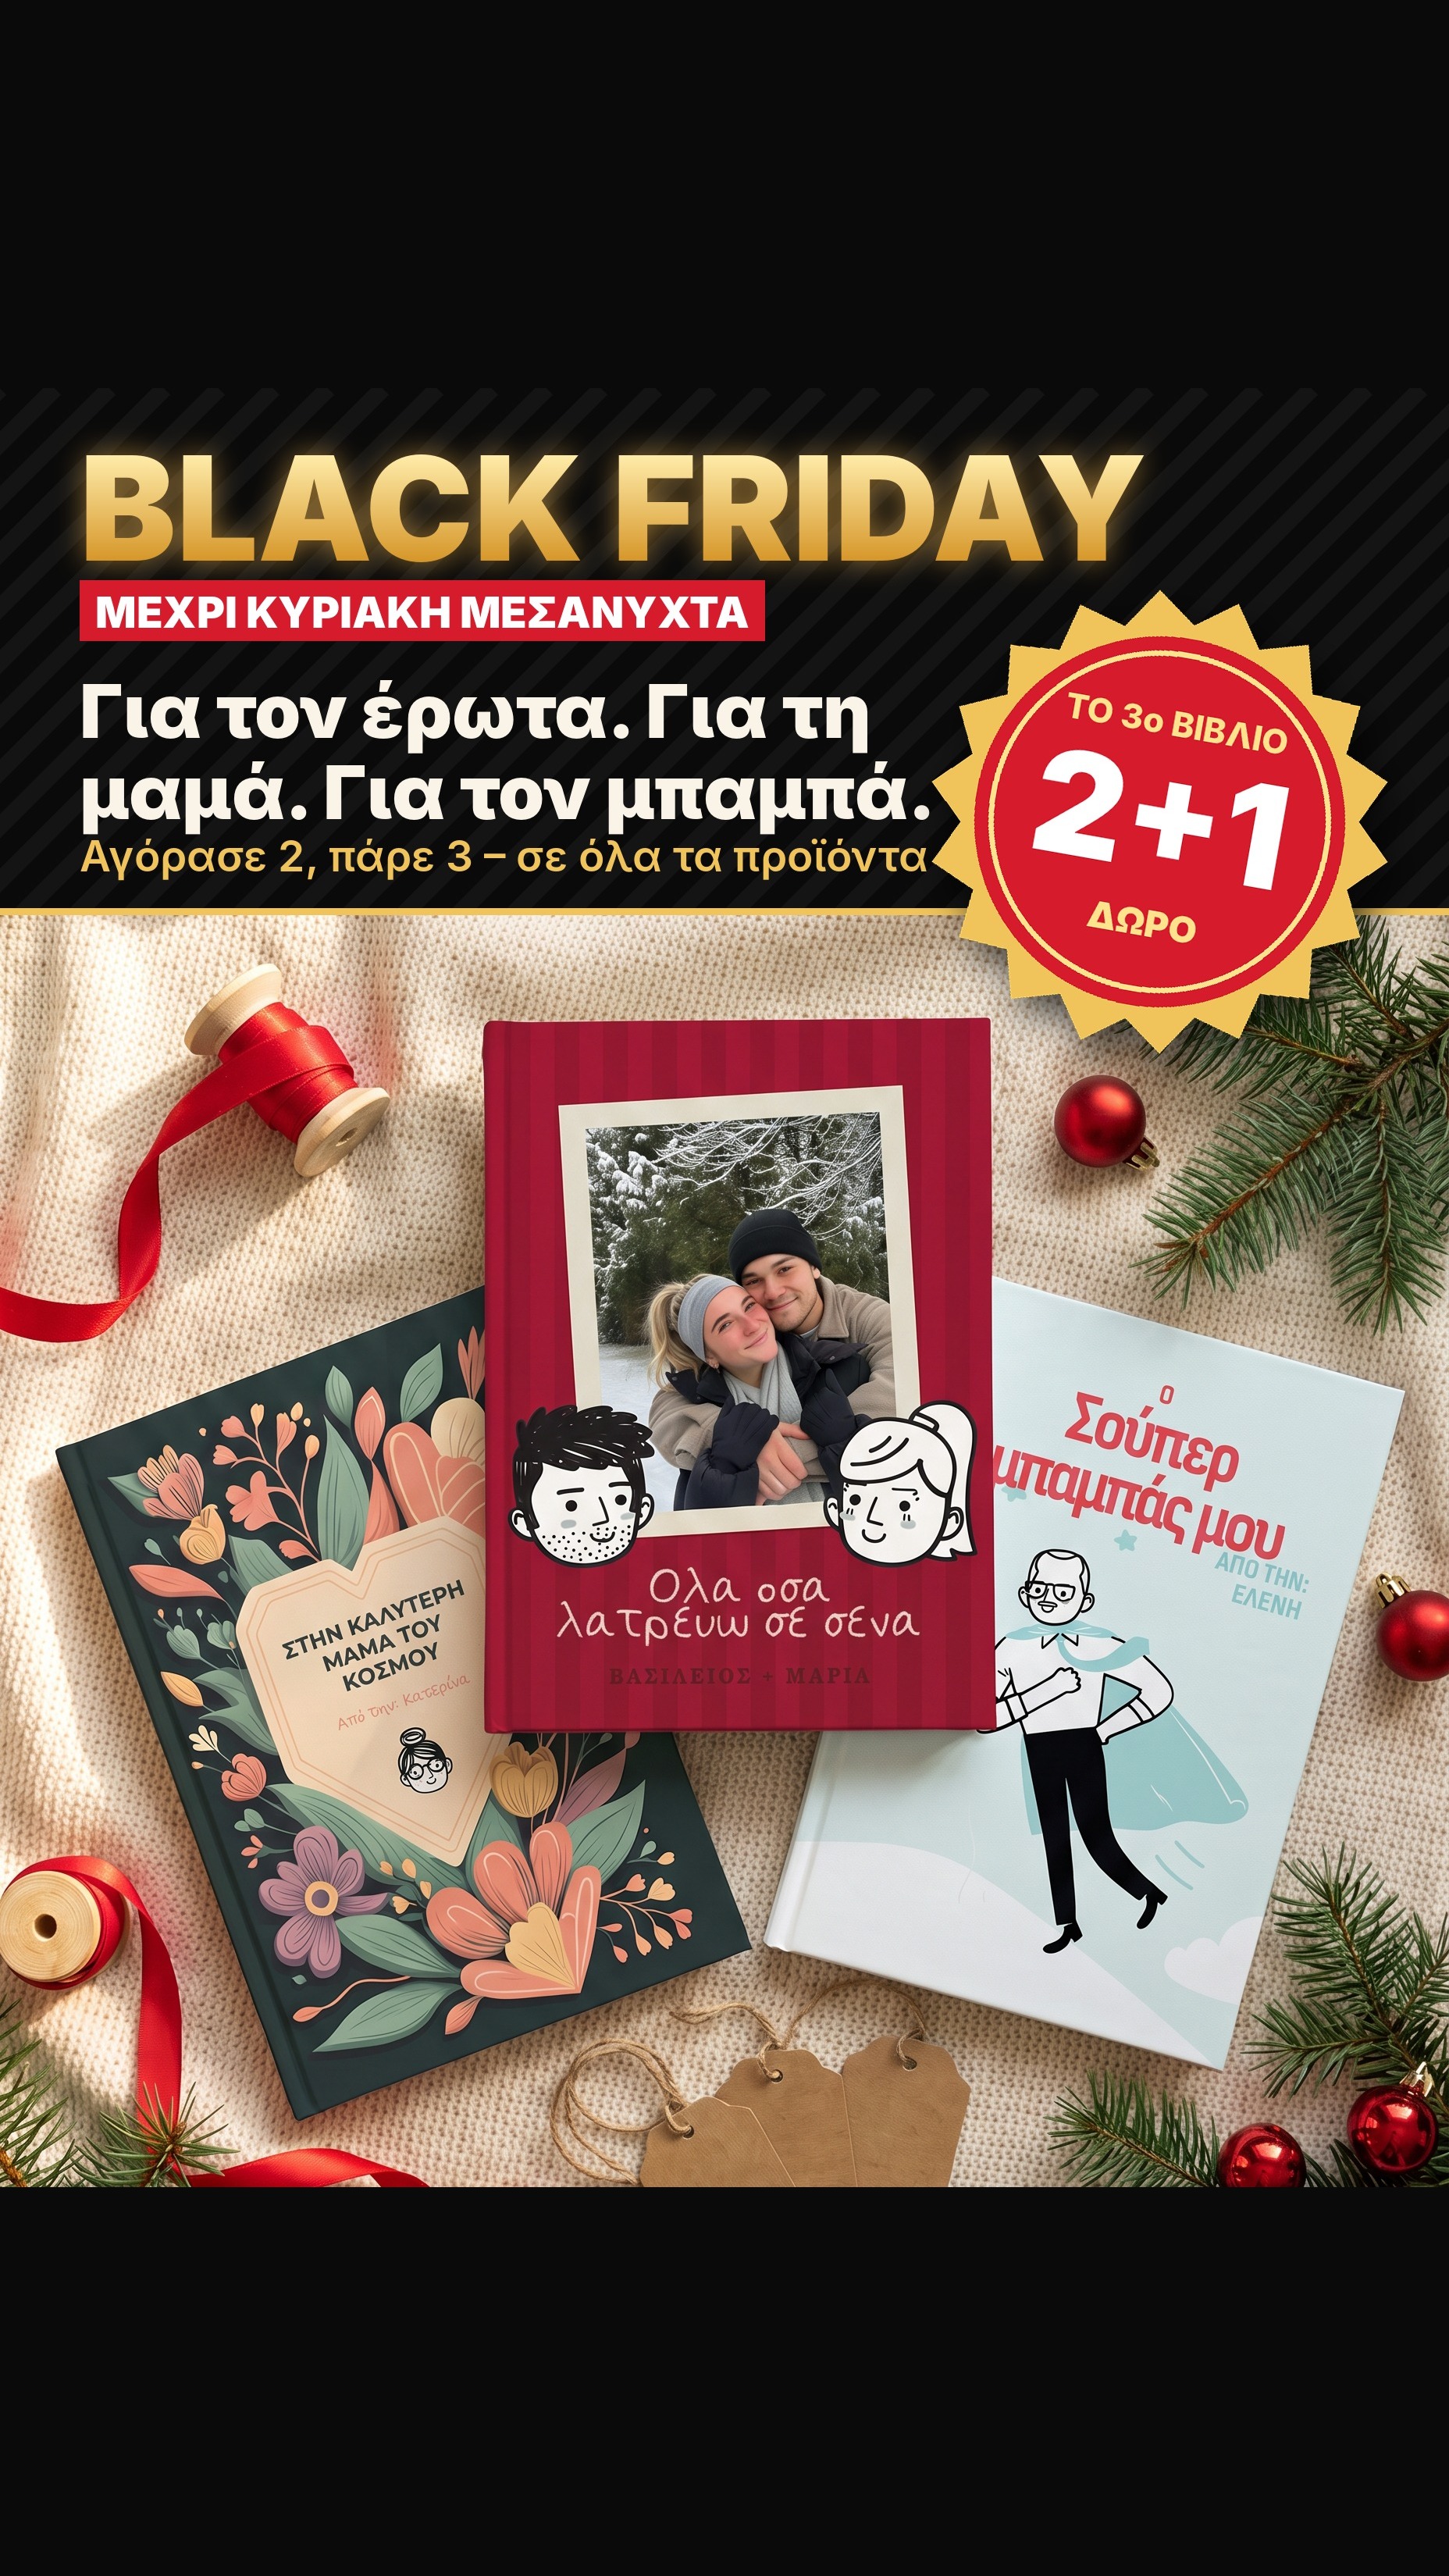 BLACK FRIDAY
ΜΕΧΡΙ ΚΥΡΙΑΚΗ ΜΕΣΑΝΥΧΤΑ
Για τον έρωτα. Για τη
μαμά. Για τον μπαμπά.
Αγόρασε 2, πάρε 3 – σε όλα τα προϊόντα
ΤΟ 3ο ΒΙΒΛΙΟ
2+1
ΔΩΡΟ
ΣΤΗΝ ΚΑΛΥΤΕΡΗ
ΜΑΜΑ ΤΟΥ
ΚΟΣΜΟΥ
Από την: Κατερίνα
Ολα οσα
λατρευω σε σενα
ΒΑΣΙΛΕΙΟΣ + ΜΑΡΙΑ
Ο
Σούπερ
μπαμπάς μου
ΑΠΟ ΤΗΝ:
ΕΛΕΝΗ